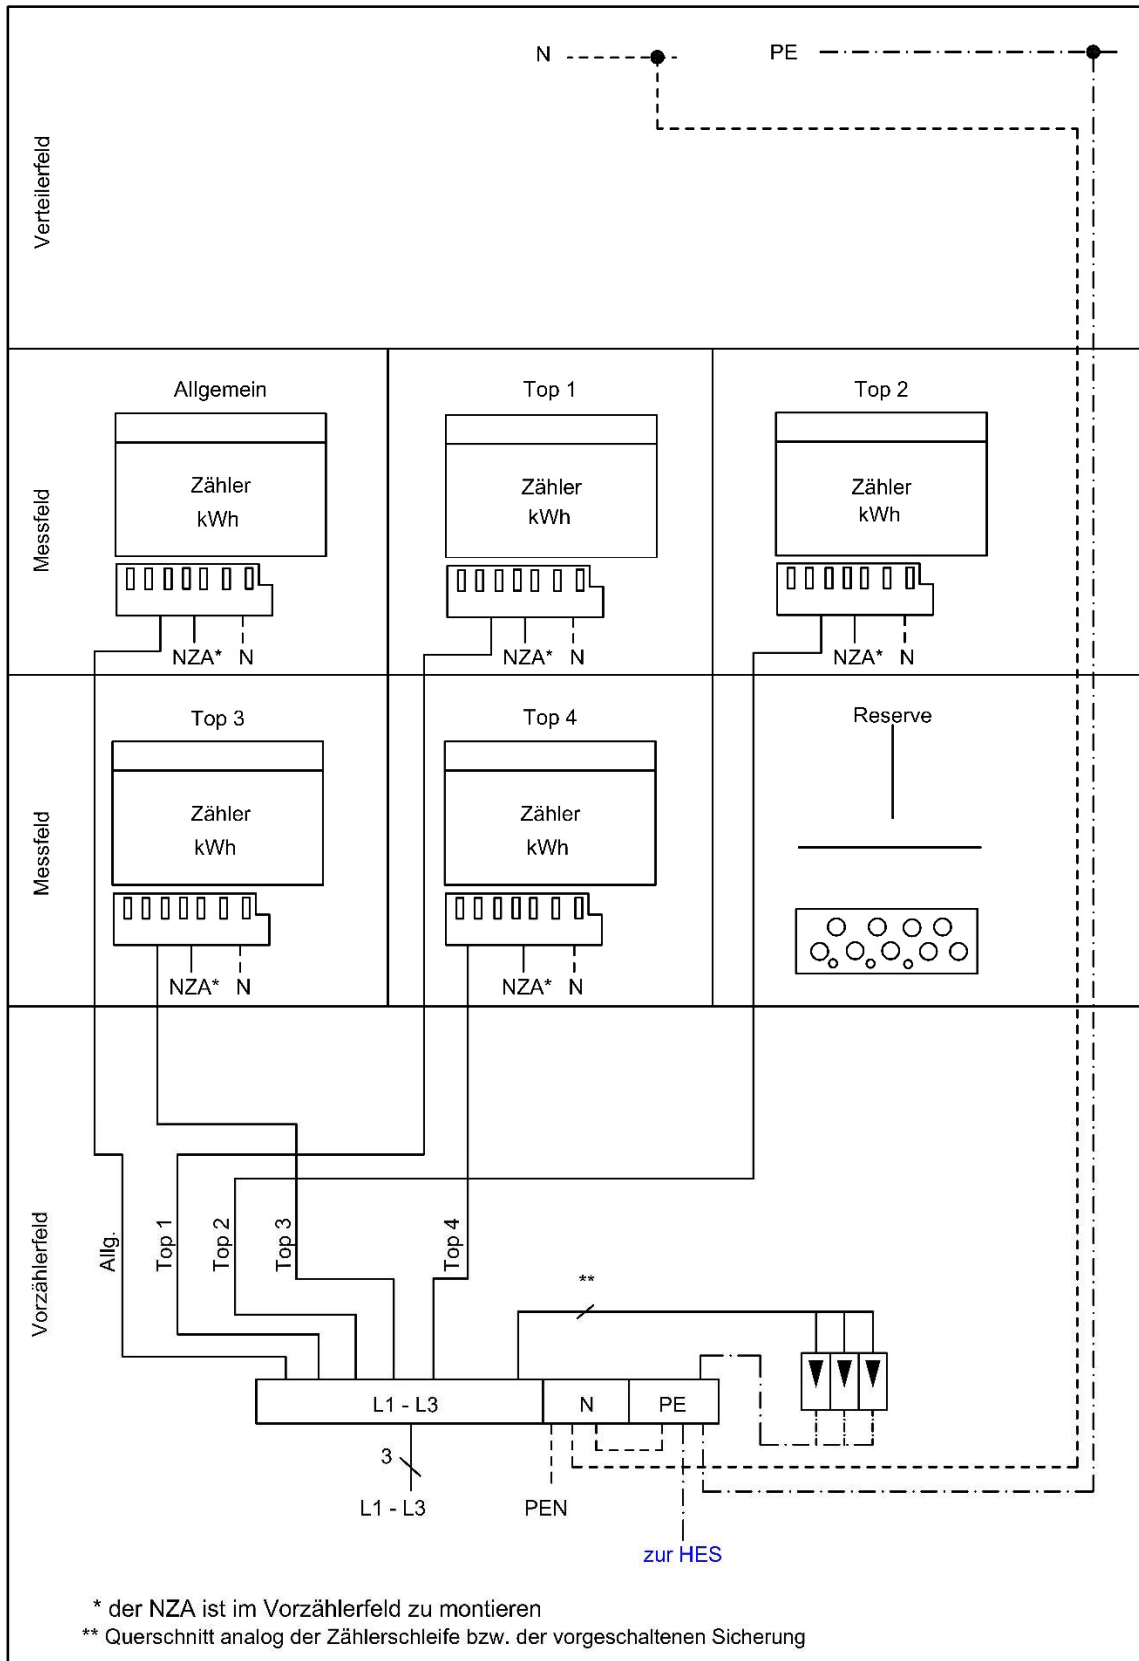 N
PE
Verteilerfeld
Allgemein
Top 1
Top 2
Zähler
kWh
Zähler
kWh
Zähler
kWh
Messfeld
NZA* N
NZA* N
NZA* N
Top 3
Top 4
Reserve
Zähler
kWh
Zähler
kWh
Messfeld
NZA* N
NZA* N
Vorzählerfeld
Allg.
Top 1
Top 2
Top 3
Top 4
**
L1 - L3
N
PE
3
L1 - L3
PEN
zur HES
* der NZA ist im Vorzählerfeld zu montieren
** Querschnitt analog der Zählerschleife bzw. der vorgeschaltenen Sicherung